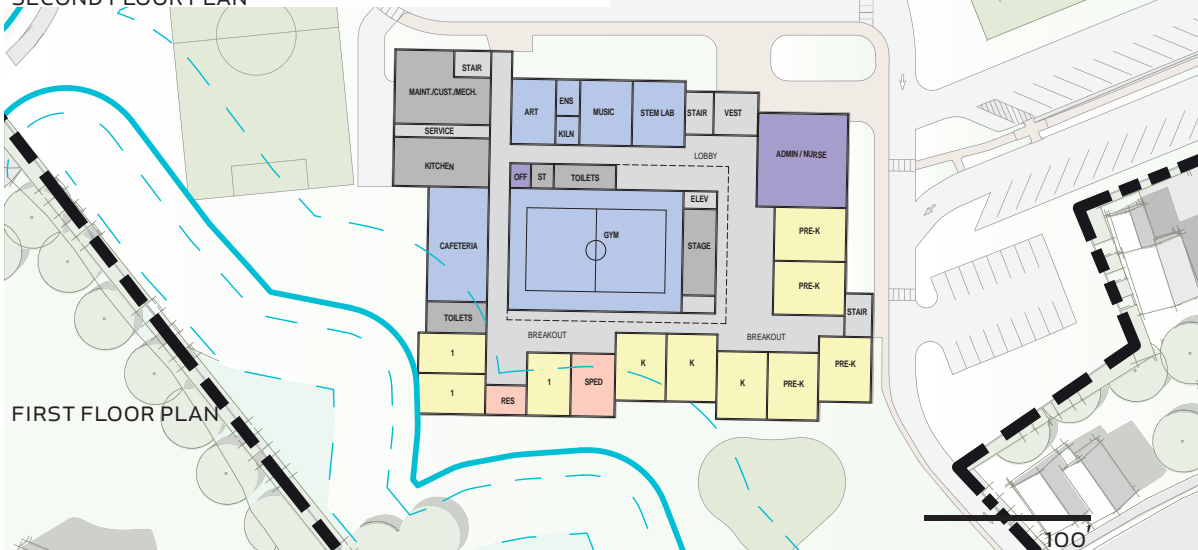 SECOND FLOOR PLAN
STAIR
MAINT./CUST./MECH.
ART
ENS
MUSIC
STEM LAB
STAIR
VEST
KILN
SERVICE
LOBBY
ADMIN / NURSE
KITCHEN
OFF
ST
TOILETS
ELEV
PRE-K
GYM
CAFETERIA
STAGE
PRE-K
TOILETS
STAIR
BREAKOUT
BREAKOUT
1
K
K
PRE-K
1
1
SPED
K
PRE-K
RES
FIRST FLOOR PLAN
100'